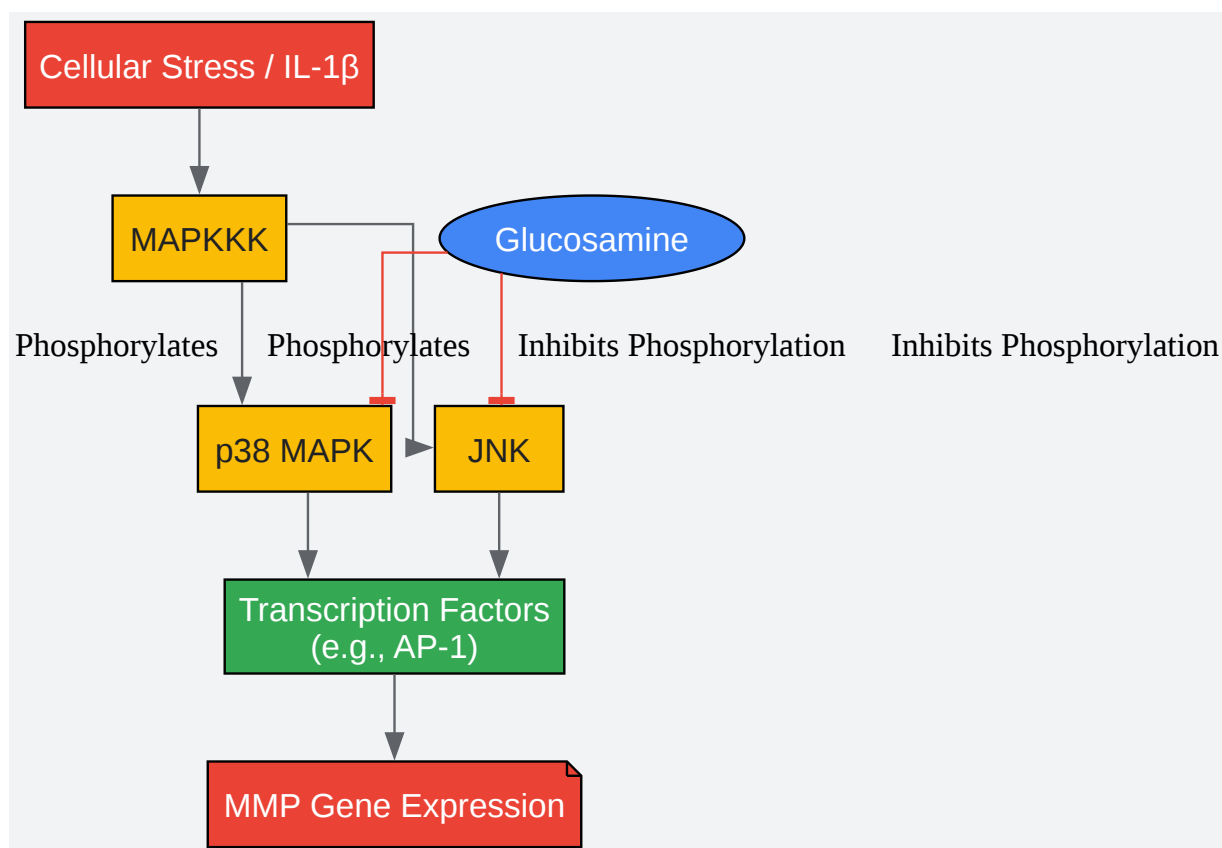 Cellular Stress / IL-1β
MAPKKK
Glucosamine
Phosphorylates
Phosphorylates
Inhibits Phosphorylation
Inhibits Phosphorylation
p38 MAPK
JNK
Transcription Factors
(e.g., AP-1)
MMP Gene Expression